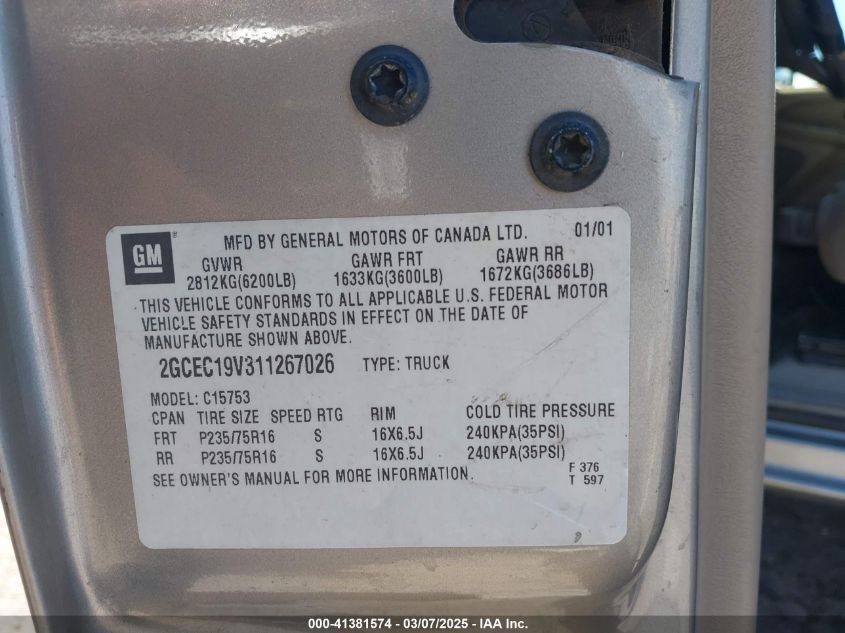 GM
MFD BY GENERAL MOTORS OF CANADA LTD. 01/01
GVWR GAWR FRT GAWR RR
2812KG(6200LB) 1633KG(3600LB) 1672KG(3686LB)
THIS VEHICLE CONFORMS TO ALL APPLICABLE U.S. FEDERAL MOTOR
VEHICLE SAFETY STANDARDS IN EFFECT ON THE DATE OF
MANUFACTURE SHOWN ABOVE.
2GCEC19V311267026 TYPE: TRUCK
MODEL: C15753
CPAN TIRE SIZE SPEED RTG RIM COLD TIRE PRESSURE
FRT P235/75R16 S 16X6.5J 240KPA(35PSI)
RR P235/75R16 S 16X6.5J 240KPA(35PSI)
SEE OWNER'S MANUAL FOR MORE INFORMATION. F 376
T 597
000-41381574 - 03/07/2025 - IAA Inc.